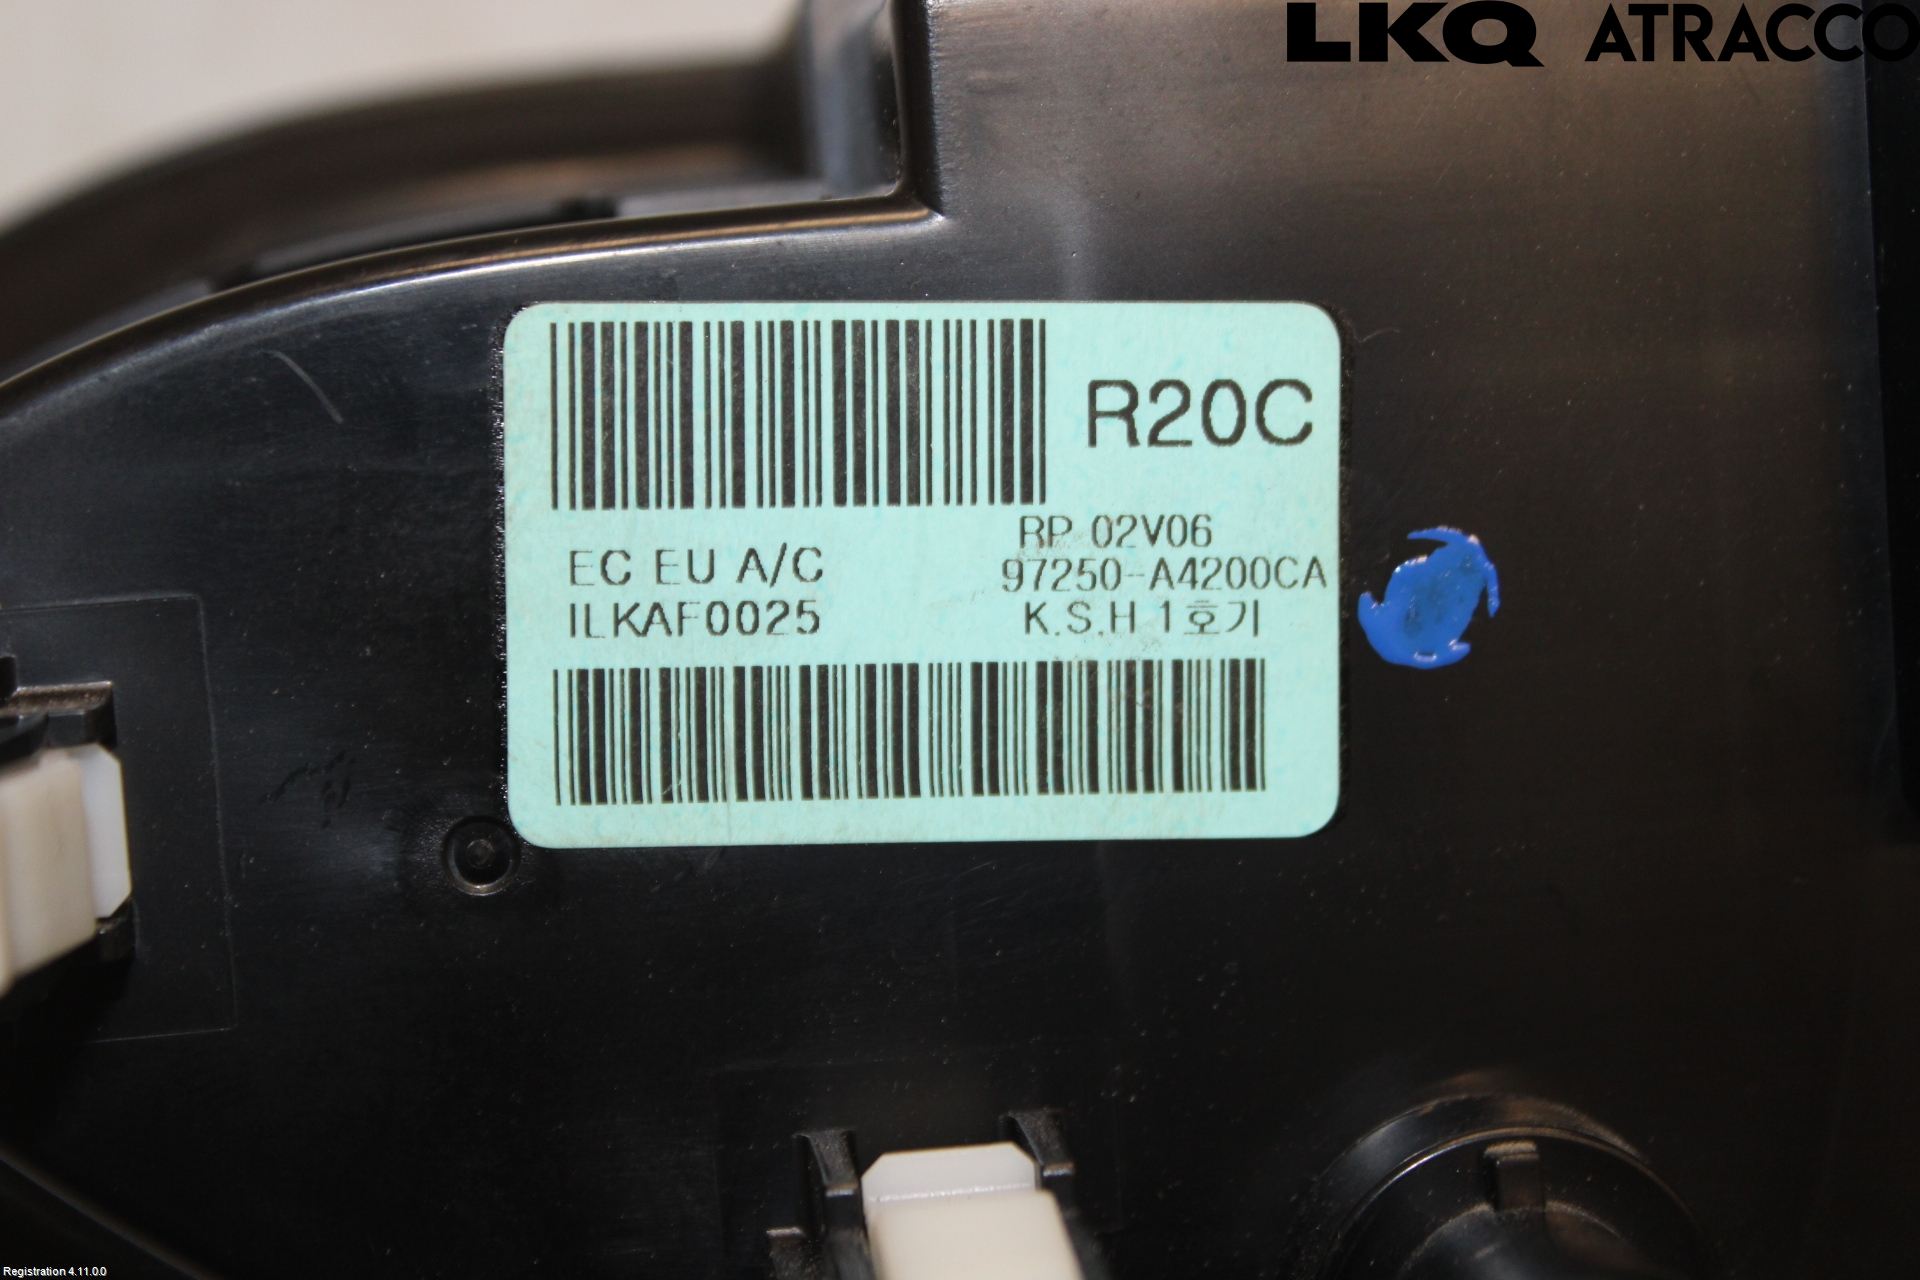 LKQ ATRACCO
R20C
RP 02V06
EC EU A/C
97250-A4200CA
ILKAF0025
K.S.H 1호기
Registration 4.11.0.0